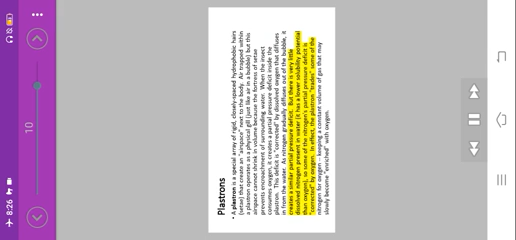 Plastrons
• A plastron is a special array of rigid, closely-spaced hydrophobic hairs
(setae) that create an "airspace" next to the body. Air trapped within
a plastron operates as a physical gill (just like air in a bubble) but this
airspace cannot shrink in volume because the fortress of setae
prevents encroachment of surrounding water. When the insect
consumes oxygen, it creates a partial pressure deficit inside the
plastron. This deficit is "corrected" by dissolved oxygen that diffuses
in from the water. As nitrogen gradually diffuses out of the bubble, it
creates a similar partial pressure deficit. But there is very little
dissolved nitrogen present in water (it has a lower solubility potential
than oxygen), so some of the nitrogen's partial pressure deficit is
"corrected" by oxygen. In effect, the plastron "trades" some of the
nitrogen for oxygen -- keeping a constant volume of gas that may
slowly become "enriched" with oxygen.
10
8:26